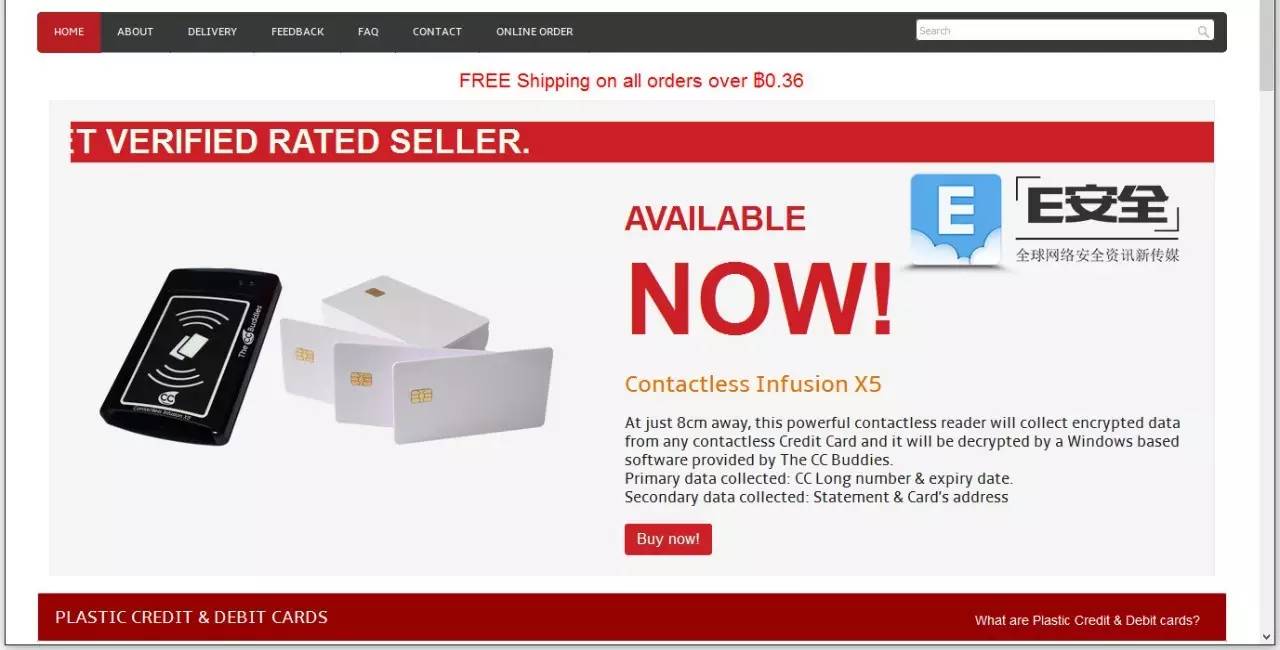 HOME ABOUT DELIVERY FEEDBACK FAQ CONTACT ONLINE ORDER Search
FREE Shipping on all orders over ฿0.36
ET VERIFIED RATED SELLER.
AVAILABLE
NOW!
E
E安全
全球网络安全资讯新传媒
The CC Buddies
CC
Contactless Infusion X5
Contactless Infusion X5
At just 8cm away, this powerful contactless reader will collect encrypted data
from any contactless Credit Card and it will be decrypted by a Windows based
software provided by The CC Buddies.
Primary data collected: CC Long number & expiry date.
Secondary data collected: Statement & Card's address
Buy now!
PLASTIC CREDIT & DEBIT CARDS
What are Plastic Credit & Debit cards?